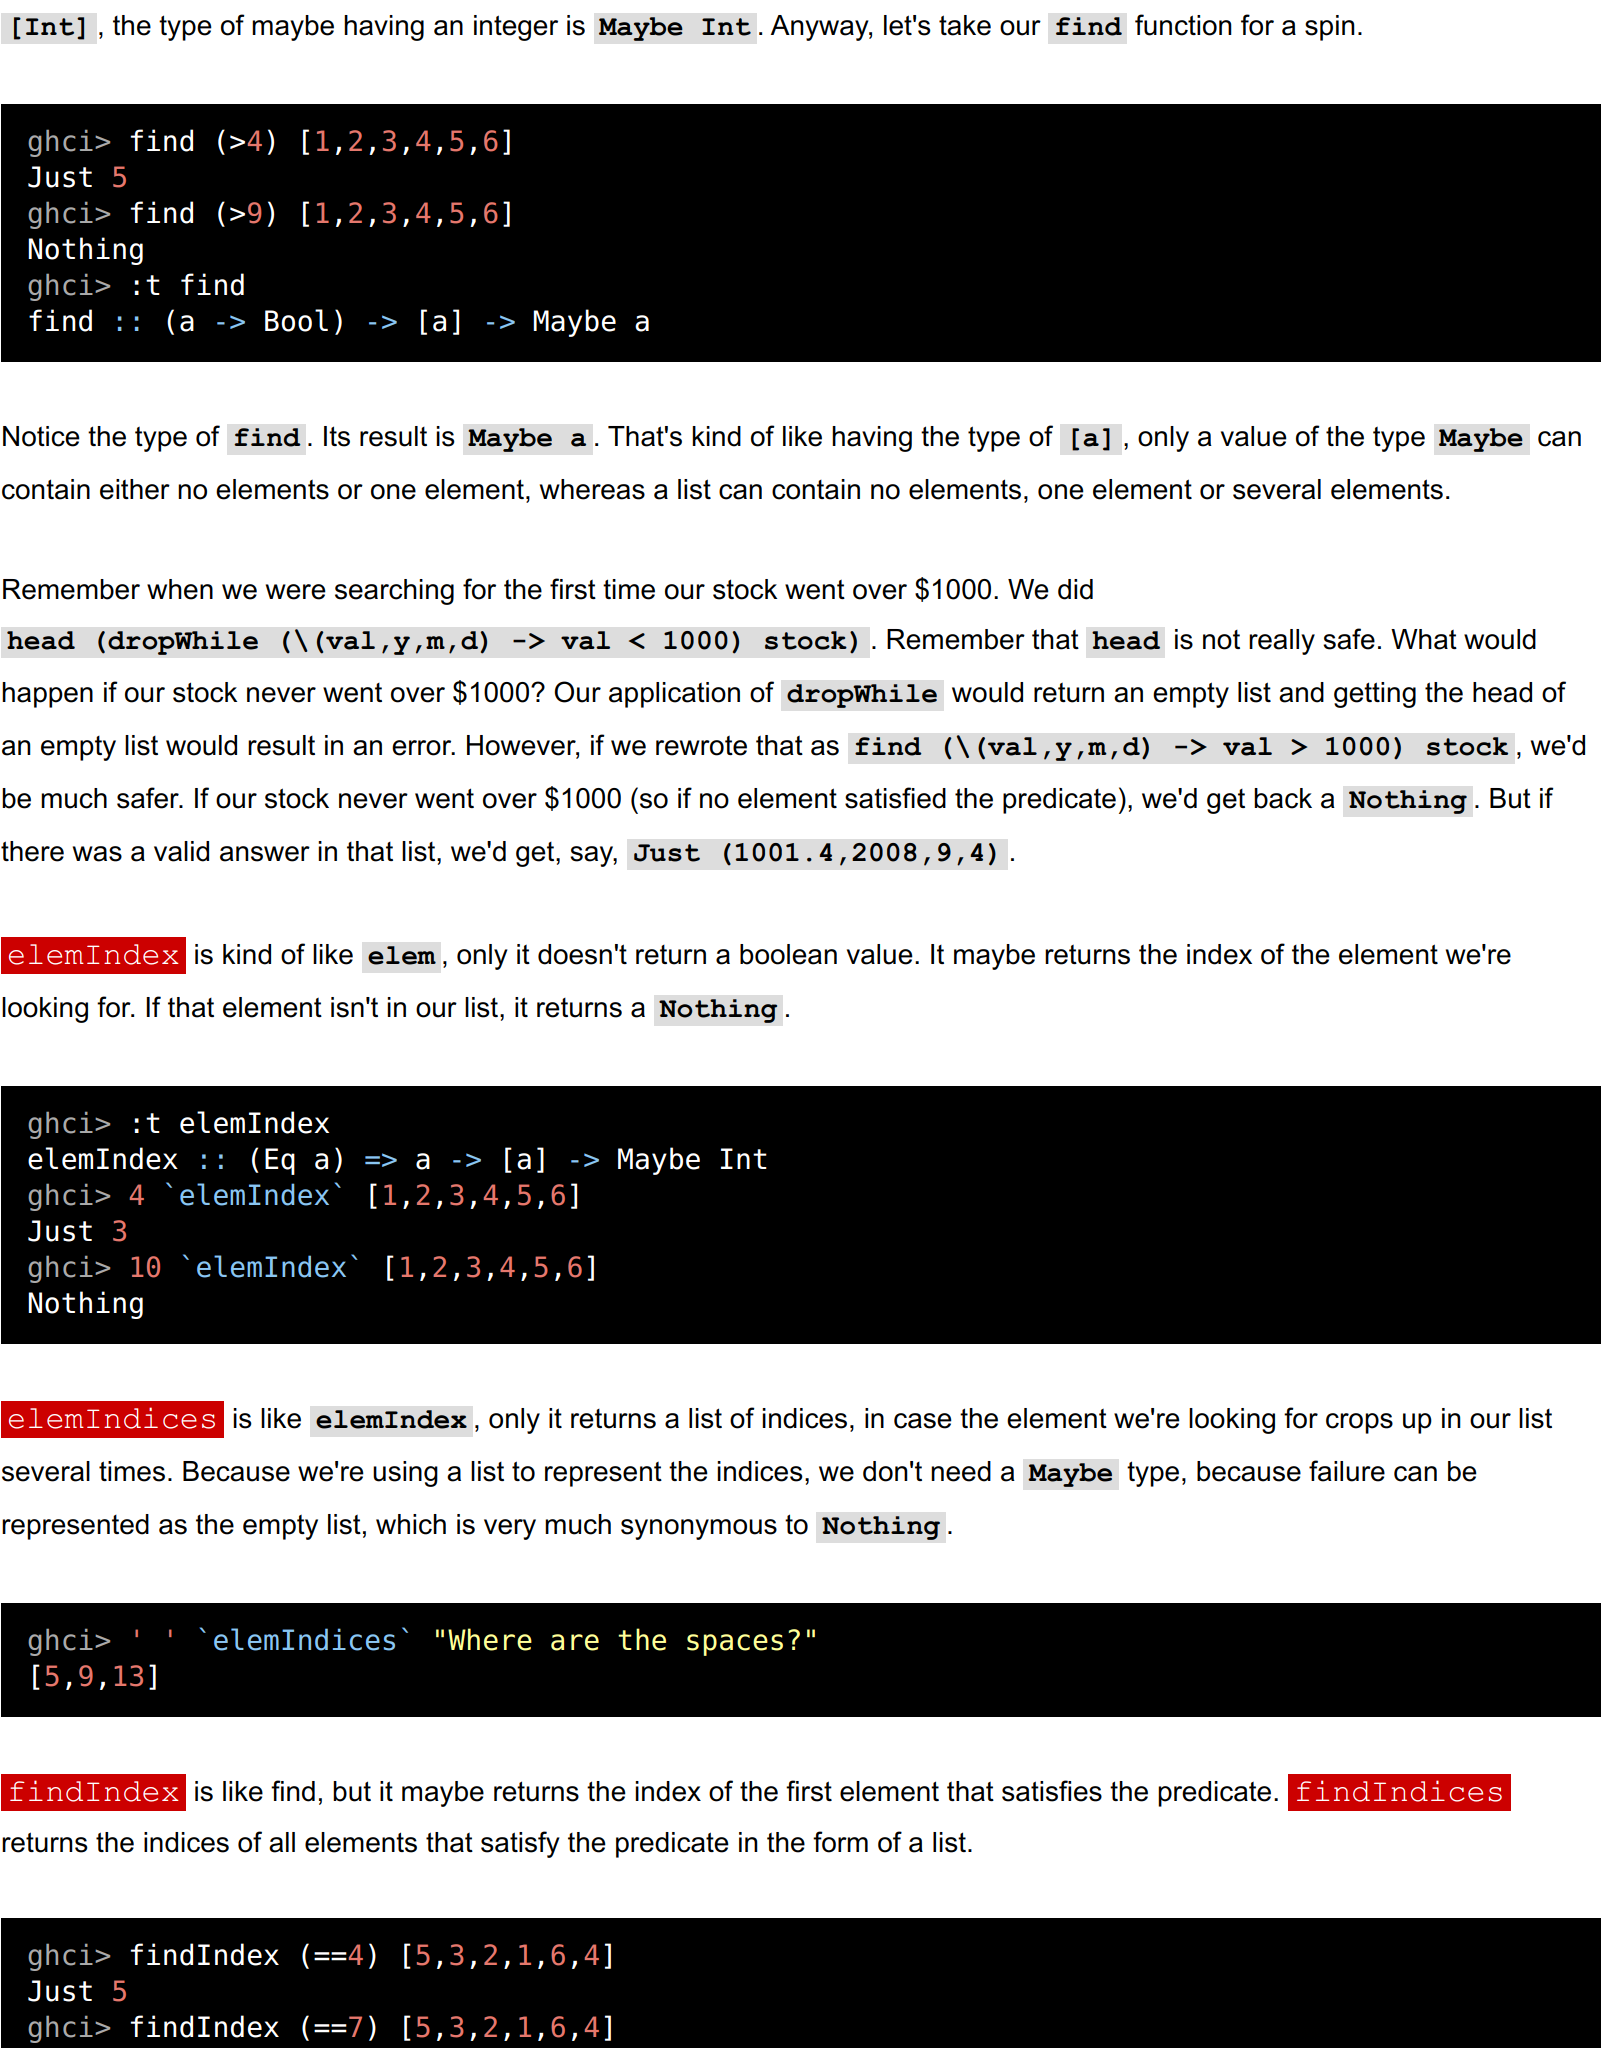 [Int], the type of maybe having an integer is Maybe Int. Anyway, let's take our find function for a spin.
ghci> find (>4) [1,2,3,4,5,6]
Just 5
ghci> find (>9) [1,2,3,4,5,6]
Nothing
ghci> :t find
find :: (a -> Bool) -> [a] -> Maybe a
Notice the type of find. Its result is Maybe a. That's kind of like having the type of [a], only a value of the type Maybe can
contain either no elements or one element, whereas a list can contain no elements, one element or several elements.
Remember when we were searching for the first time our stock went over $1000. We did
head (dropWhile (\(val,y,m,d) -> val < 1000) stock). Remember that head is not really safe. What would
happen if our stock never went over $1000? Our application of dropWhile would return an empty list and getting the head of
an empty list would result in an error. However, if we rewrote that as find (\(val,y,m,d) -> val > 1000) stock, we'd
be much safer. If our stock never went over $1000 (so if no element satisfied the predicate), we'd get back a Nothing. But if
there was a valid answer in that list, we'd get, say, Just (1001.4,2008,9,4).
elemIndex is kind of like elem, only it doesn't return a boolean value. It maybe returns the index of the element we're
looking for. If that element isn't in our list, it returns a Nothing.
ghci> :t elemIndex
elemIndex :: (Eq a) => a -> [a] -> Maybe Int
ghci> 4 `elemIndex` [1,2,3,4,5,6]
Just 3
ghci> 10 `elemIndex` [1,2,3,4,5,6]
Nothing
elemIndices is like elemIndex, only it returns a list of indices, in case the element we're looking for crops up in our list
several times. Because we're using a list to represent the indices, we don't need a Maybe type, because failure can be
represented as the empty list, which is very much synonymous to Nothing.
ghci> ' ' `elemIndices` "Where are the spaces?"
[5,9,13]
findIndex is like find, but it maybe returns the index of the first element that satisfies the predicate. findIndices
returns the indices of all elements that satisfy the predicate in the form of a list.
ghci> findIndex (==4) [5,3,2,1,6,4]
Just 5
ghci> findIndex (==7) [5,3,2,1,6,4]